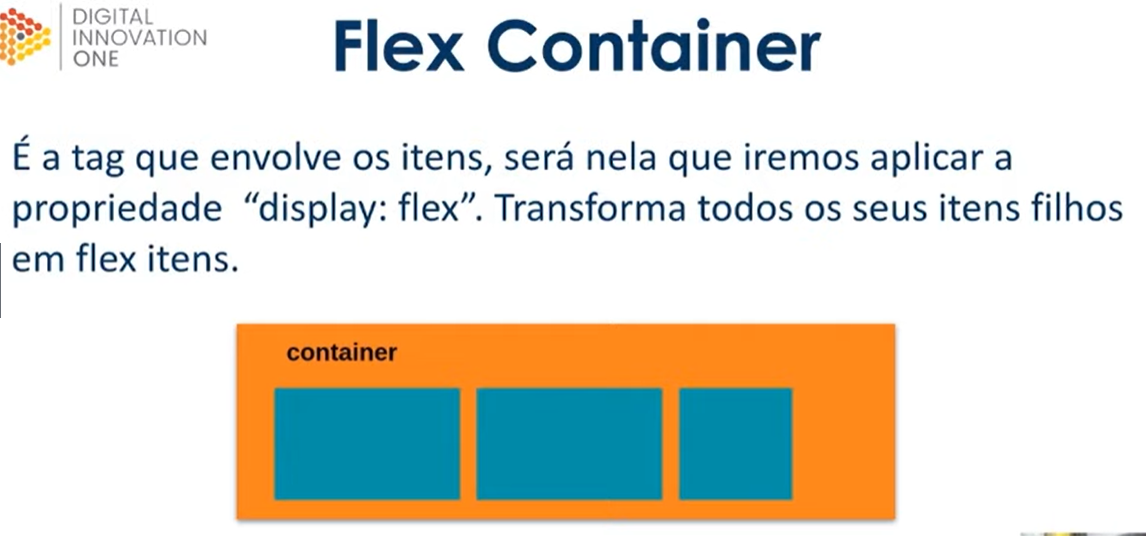 DIGITAL
INNOVATION
ONE
Flex Container
É a tag que envolve os itens, será nela que iremos aplicar a
propriedade “display: flex”. Transforma todos os seus itens filhos
em flex itens.
container